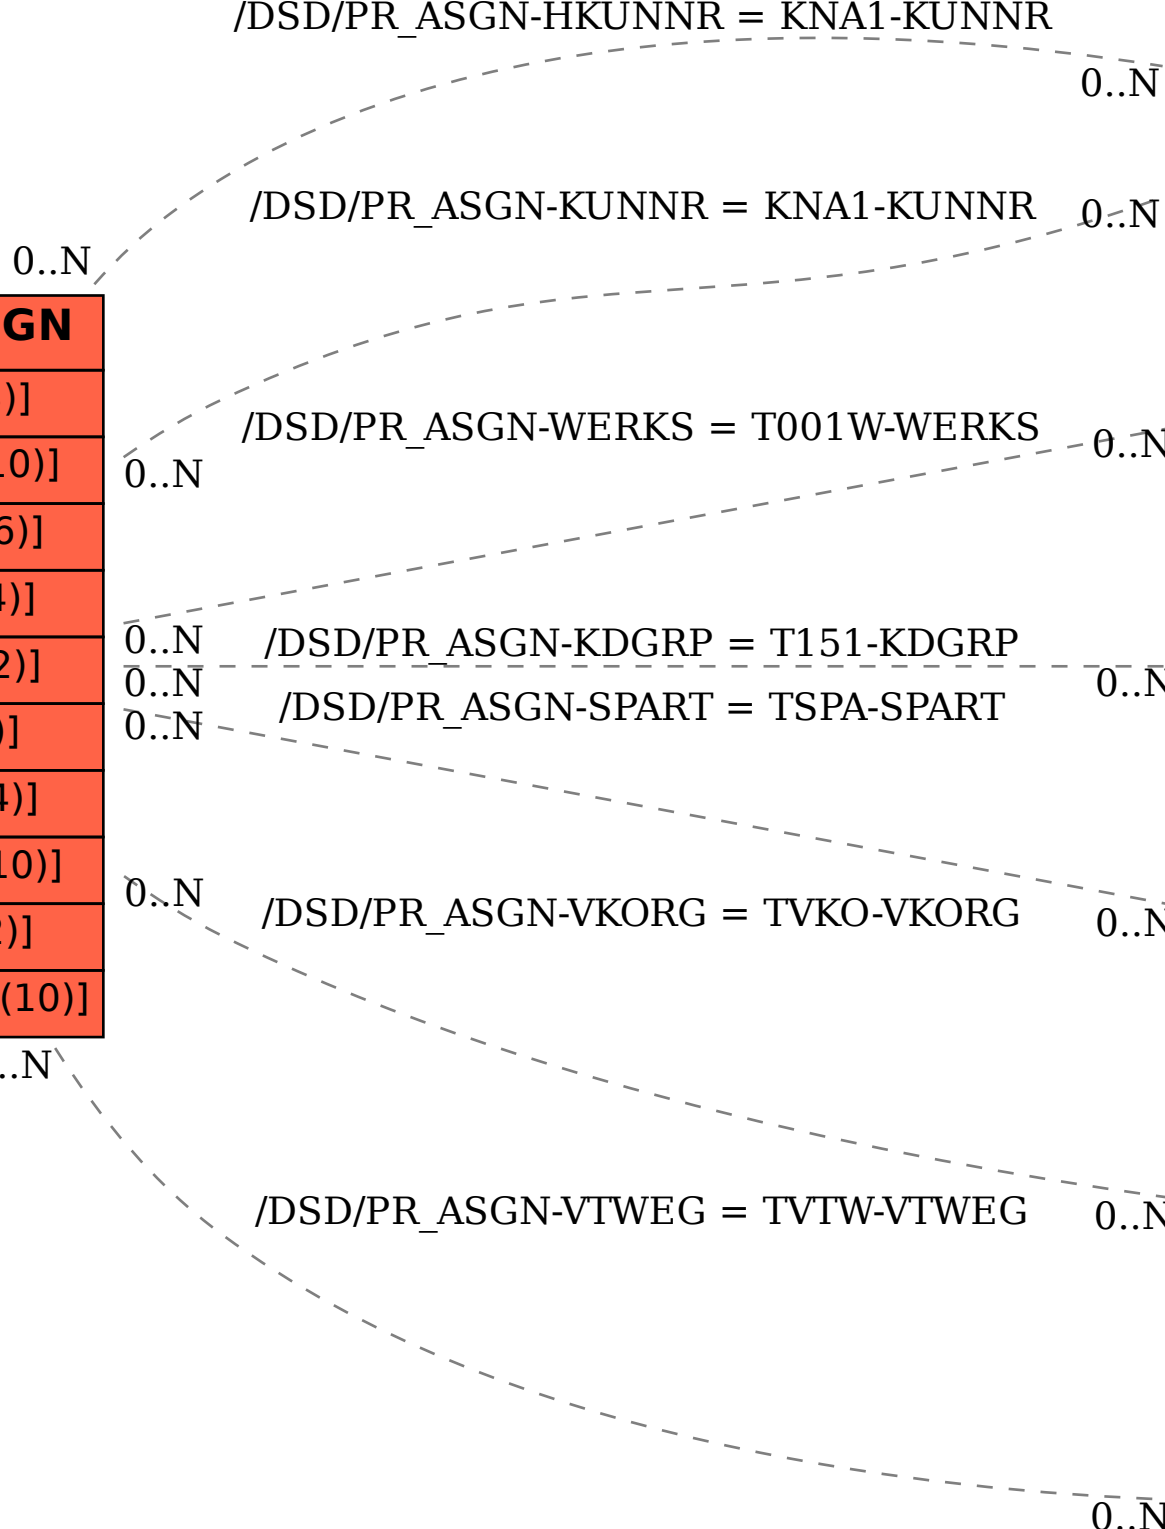 /DSD/PR_ASGN-HKUNNR = KNA1-KUNNR
0..N
/DSD/PR_ASGN-KUNNR = KNA1-KUNNR
0..N
0..N
GN
)]
/DSD/PR_ASGN-WERKS = T001W-WERKS
0..N
10)]
0..N
6)]
4)]
0..N
/DSD/PR_ASGN-KDGRP = T151-KDGRP
2)]
0..N
0..N
/DSD/PR_ASGN-SPART = TSPA-SPART
0..N
)]
4)]
10)]
0..N
/DSD/PR_ASGN-VKORG = TVKO-VKORG
0..N
2)]
(10)]
..N
/DSD/PR_ASGN-VTWEG = TVTW-VTWEG
0..N
0..N